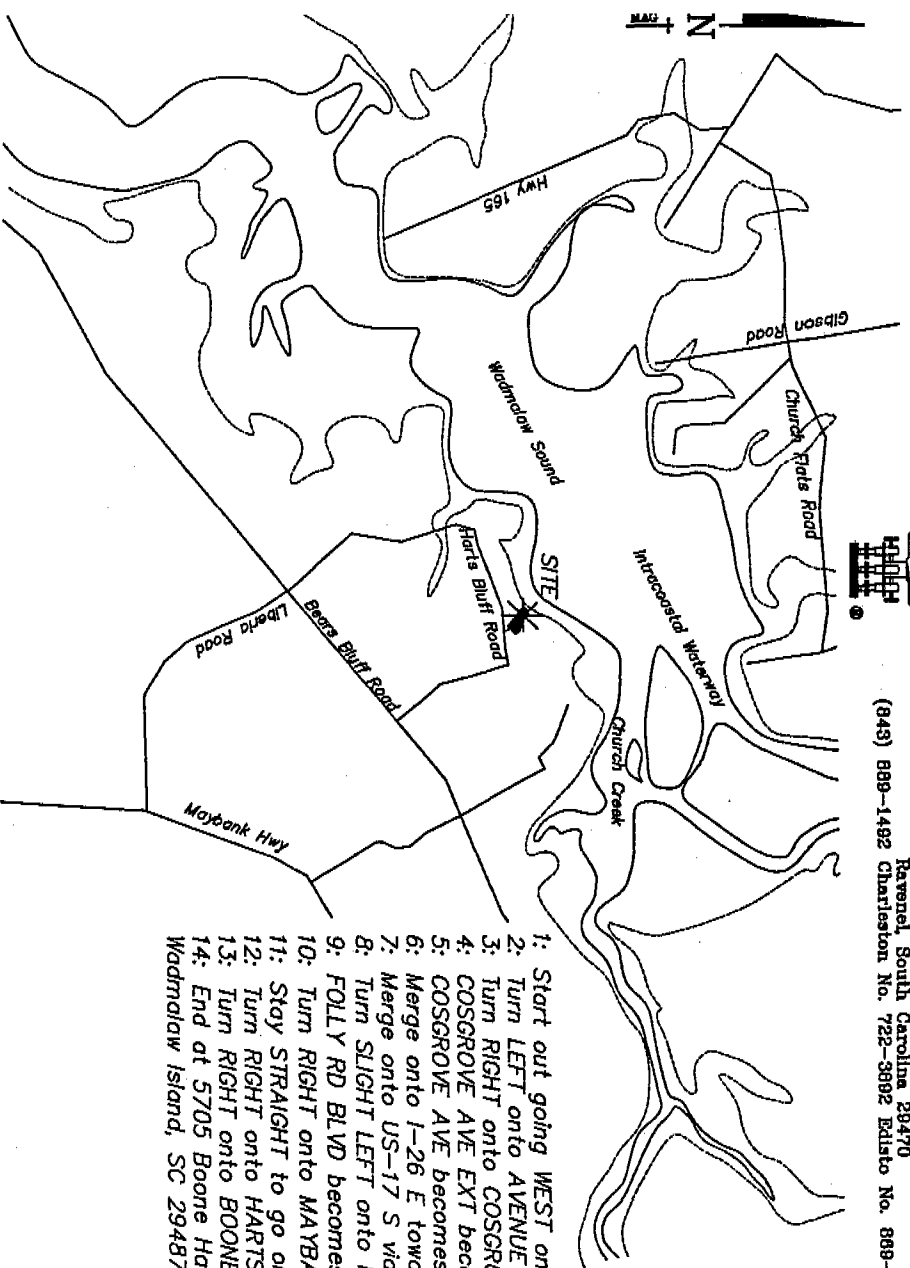 Ravenel, South Carolina 29470
(843) 889-1492 Charleston No. 722-3892 Edisto No. 869-
MAG
N
Hwy 165
Gibson Road
Church Flats Road
Wadmalaw Sound
Intracoastal Waterway
SITE
Harts Bluff Road
Church Creek
Bears Bluff Road
Liberia Road
Maybank Hwy
1: Start out going WEST on
2: Turn LEFT onto AVENUE
3: Turn RIGHT onto COSGR
4: COSGROVE AVE EXT bec
5: COSGROVE AVE becomes
6: Merge onto I-26 E towa
7: Merge onto US-17 S via
8: Turn SLIGHT LEFT onto
9: FOLLY RD BLVD becomes
10: Turn RIGHT onto MAYBA
11: Stay STRAIGHT to go o
12: Turn RIGHT onto HARTS
13: Turn RIGHT onto BOONE
14: End at 5705 Boone Ha
Wadmalaw Island, SC 29487